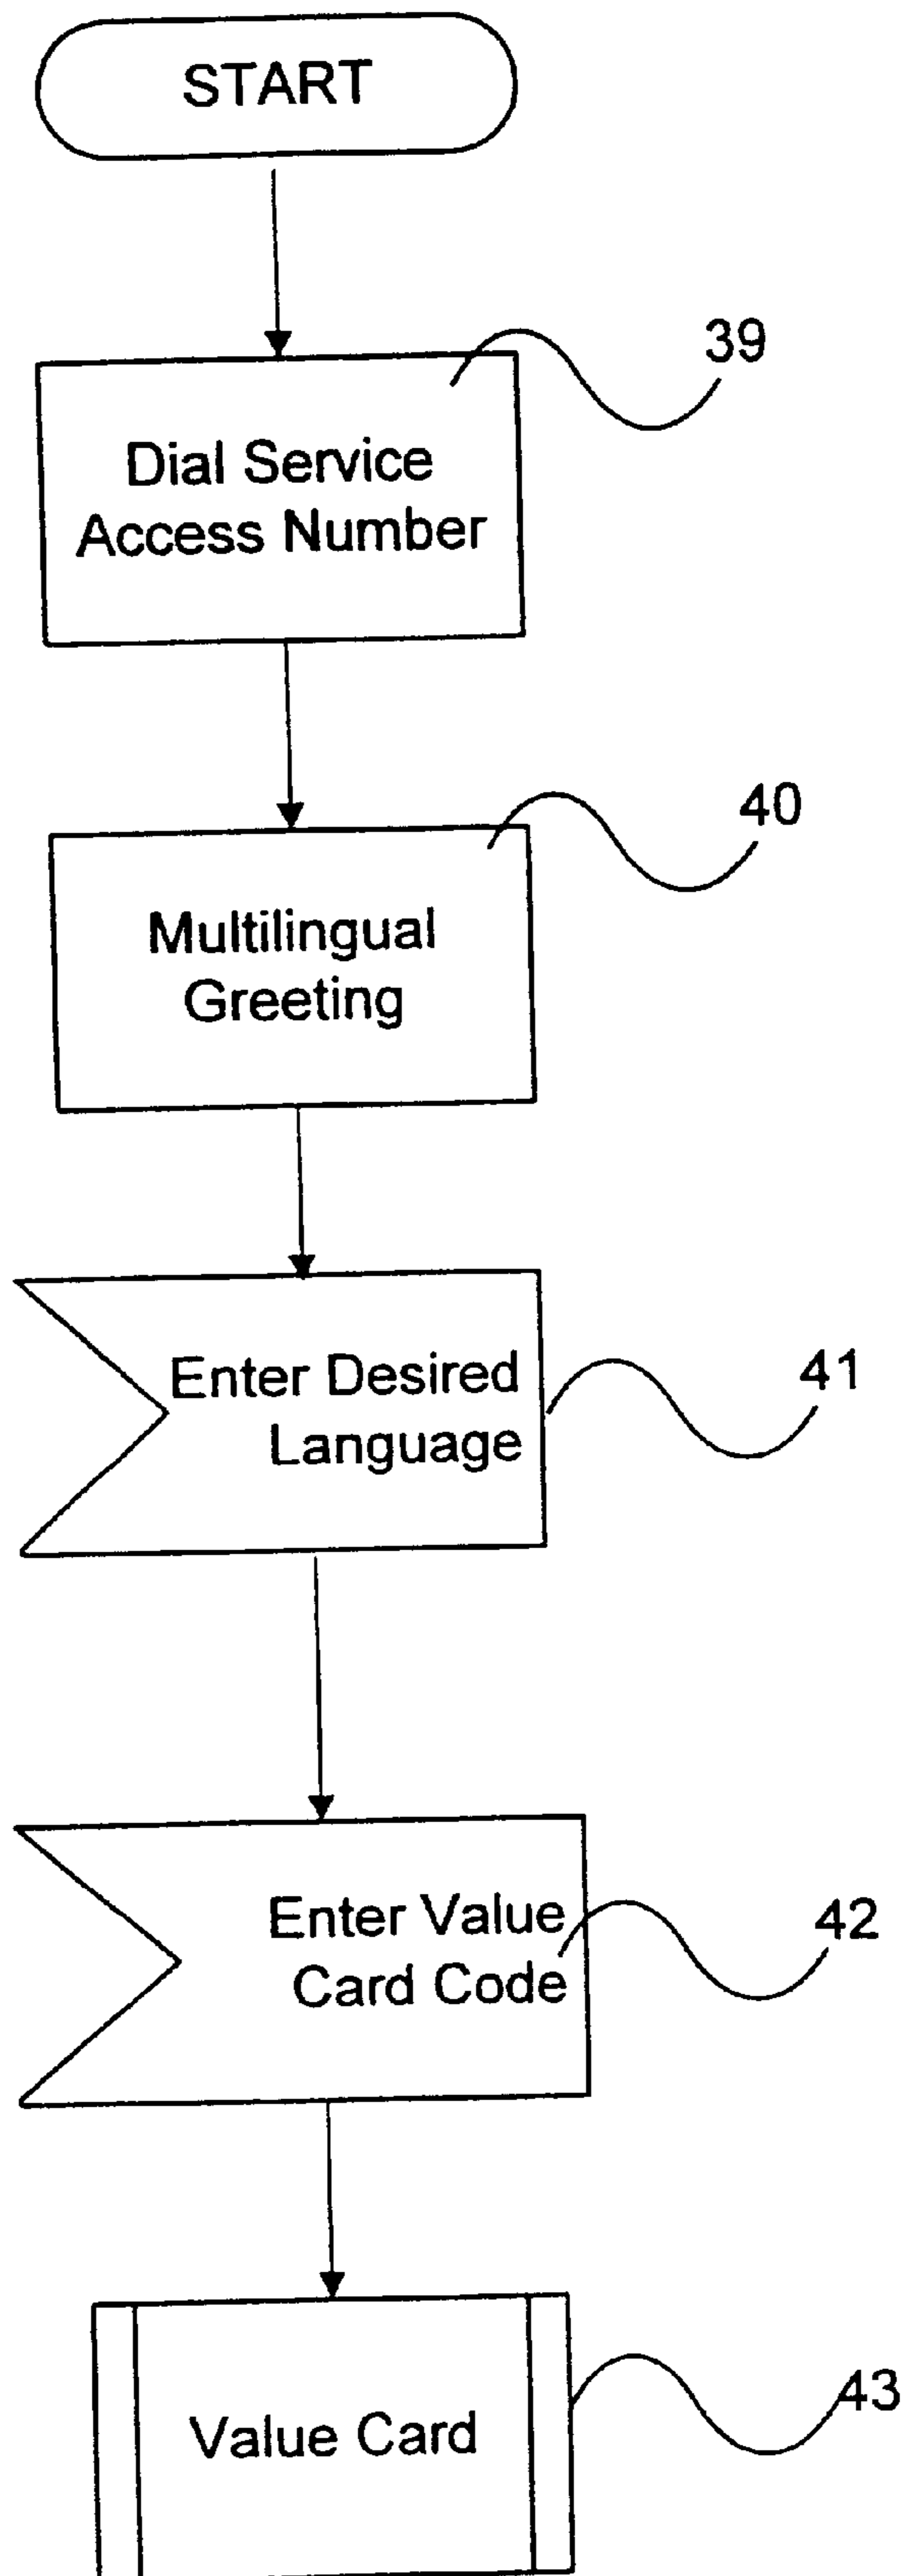 START
39
Dial Service
Access Number
40
Multilingual
Greeting
41
Enter Desired
Language
42
Enter Value
Card Code
43
Value Card